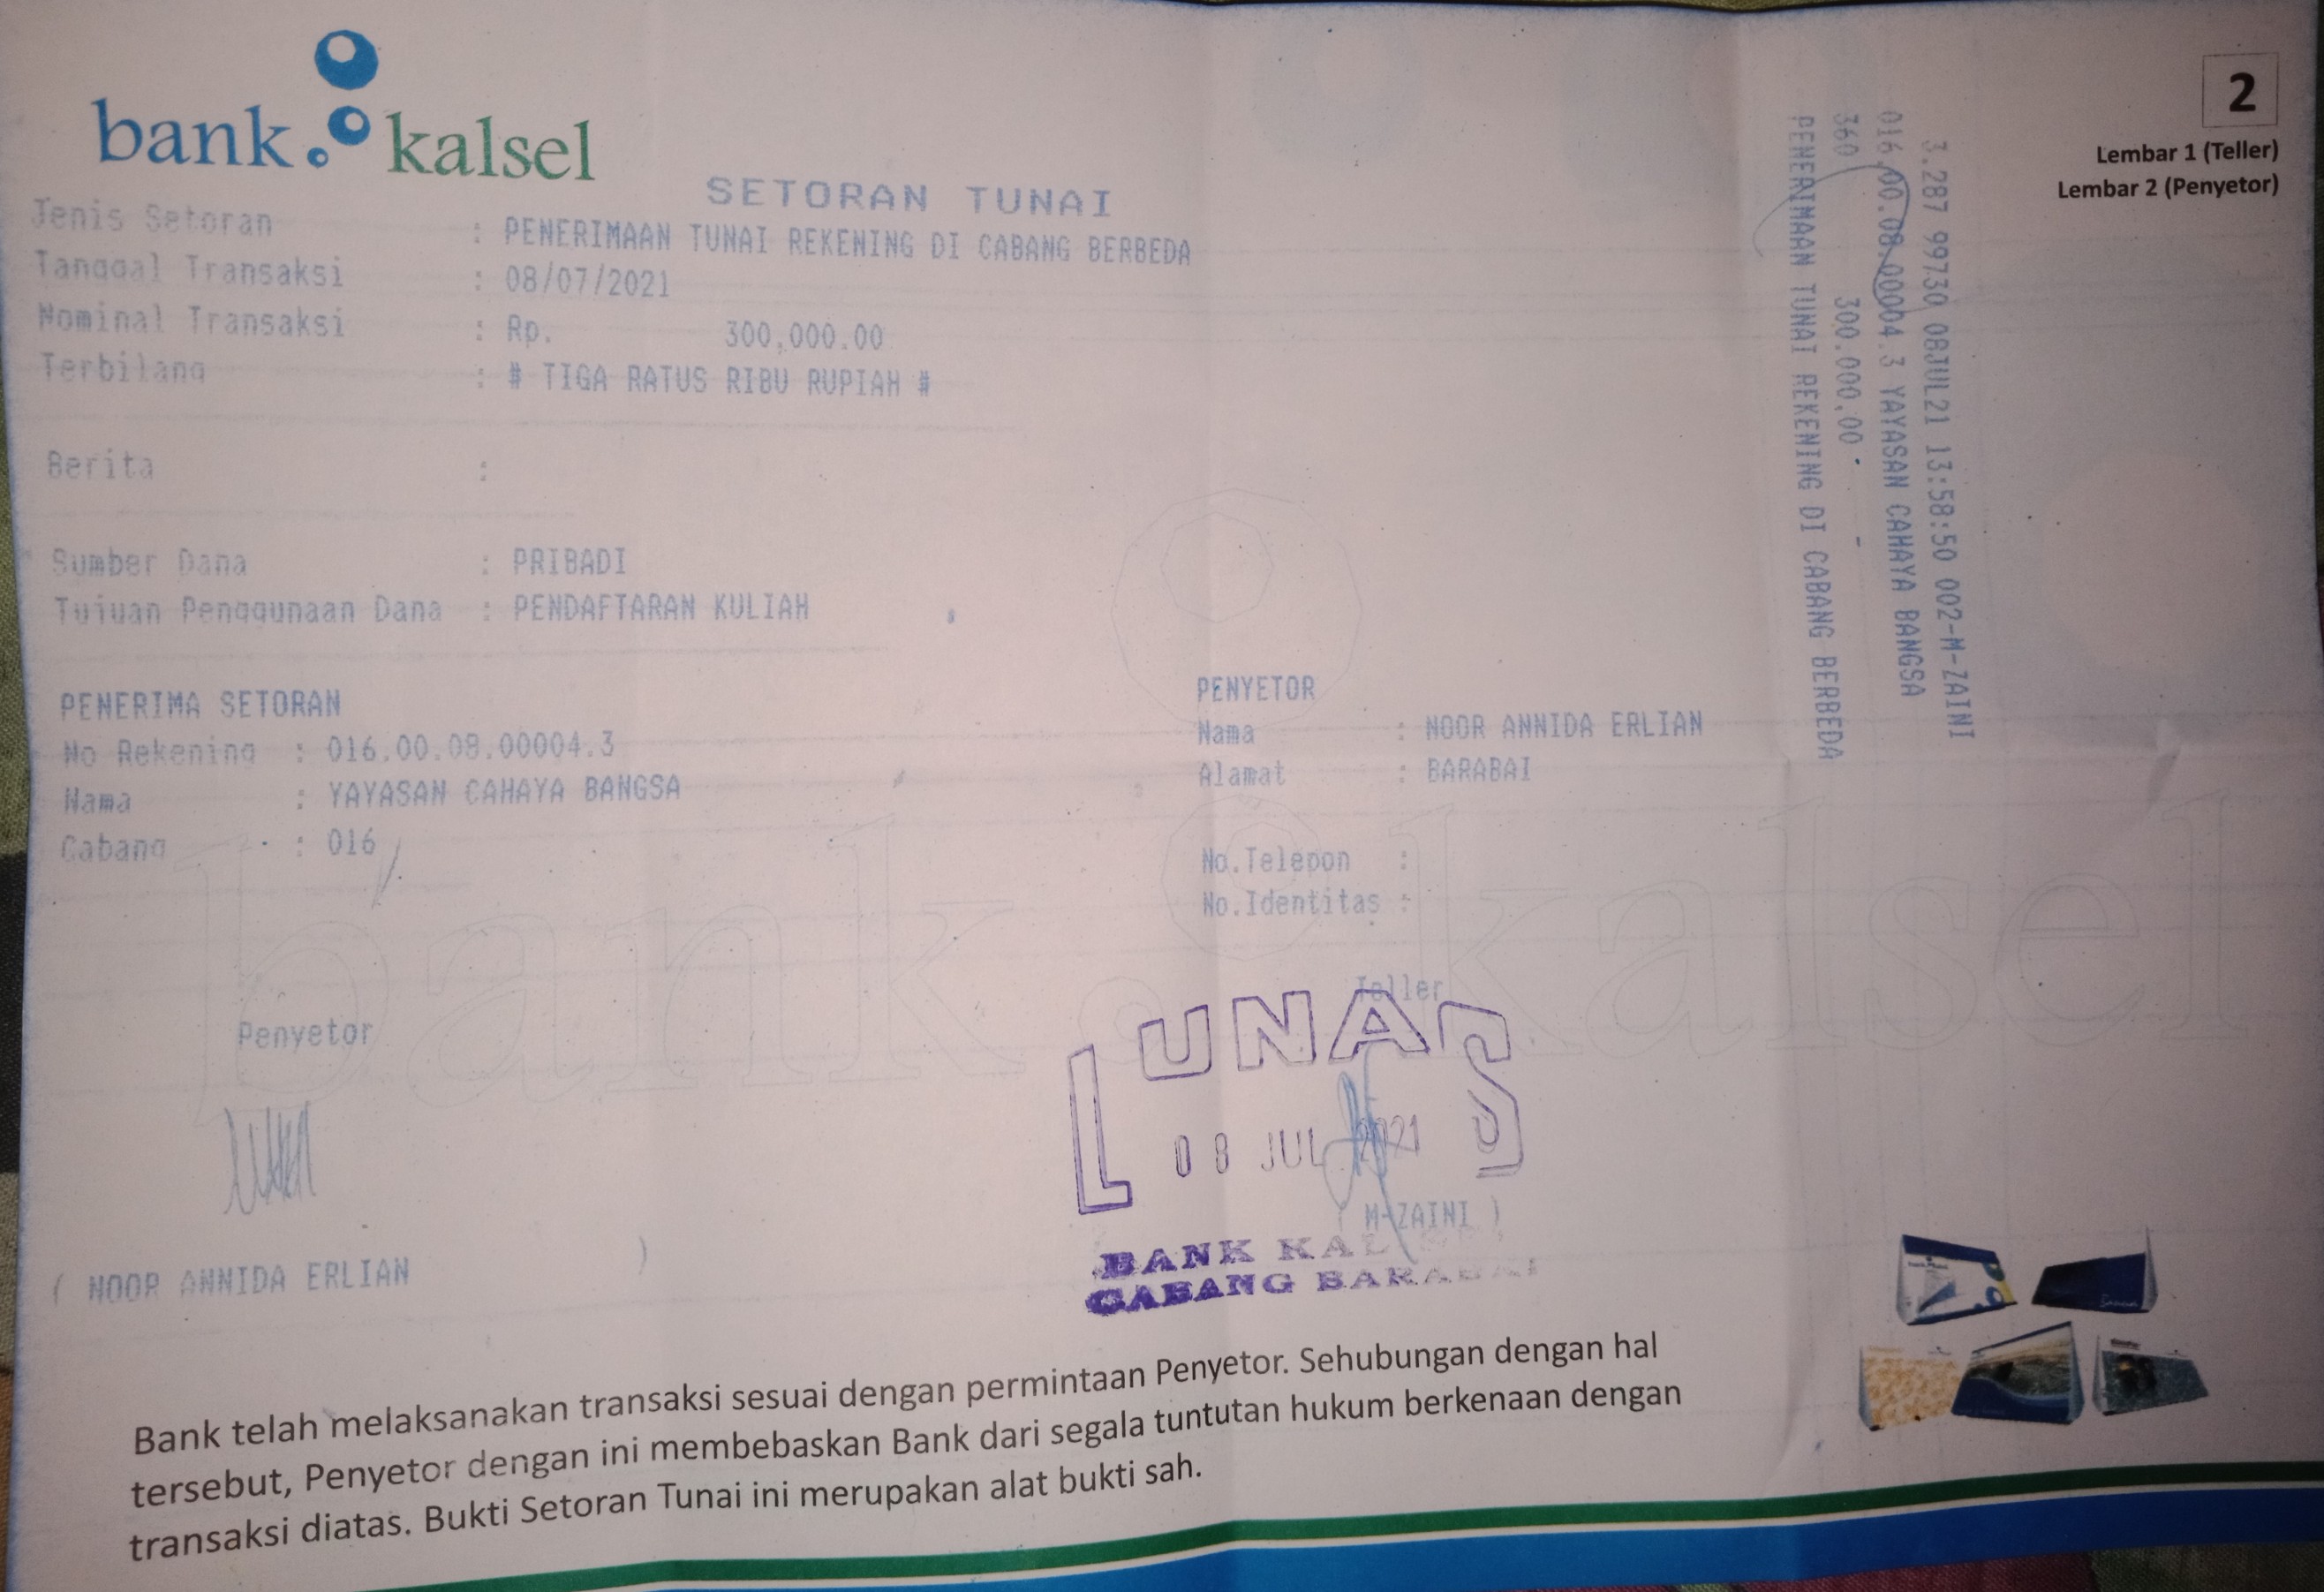 bank kalsel
2
Lembar 1 (Teller)
Lembar 2 (Penyetor)
SETORAN TUNAI
Jenis Setoran : PENERIMAAN TUNAI REKENING DI CABANG BERBEDA
Tanggal Transaksi : 08/07/2021
Nominal Transaksi : Rp. 300,000.00
Terbilang : # TIGA RATUS RIBU RUPIAH #
Berita :
Sumber Dana : PRIBADI
Tujuan Penggunaan Dana : PENDAFTARAN KULIAH
PENERIMA SETORAN
No Rekening : 016.00.08.00004.3
Nama : YAYASAN CAHAYA BANGSA
Cabang : 016
PENYETOR
Nama : NOOR ANNIDA ERLIAN
Alamat : BARABAI
No.Telepon :
No.Identitas :
3.287 99730 08JUL21 13:58:50 002-M-ZAINI
016.00.08.00004.3 YAYASAN CAHAYA BANGSA
360 300.000,00
PENERIMAAN TUNAI REKENING DI CABANG BERBEDA
Penyetor
( NOOR ANNIDA ERLIAN )
Teller
LUNAS
08 JUL 2021
( M-ZAINI )
BANK KALSEL
CABANG BARABAI
bank kalsel
Bank telah melaksanakan transaksi sesuai dengan permintaan Penyetor. Sehubungan dengan hal
tersebut, Penyetor dengan ini membebaskan Bank dari segala tuntutan hukum berkenaan dengan
transaksi diatas. Bukti Setoran Tunai ini merupakan alat bukti sah.